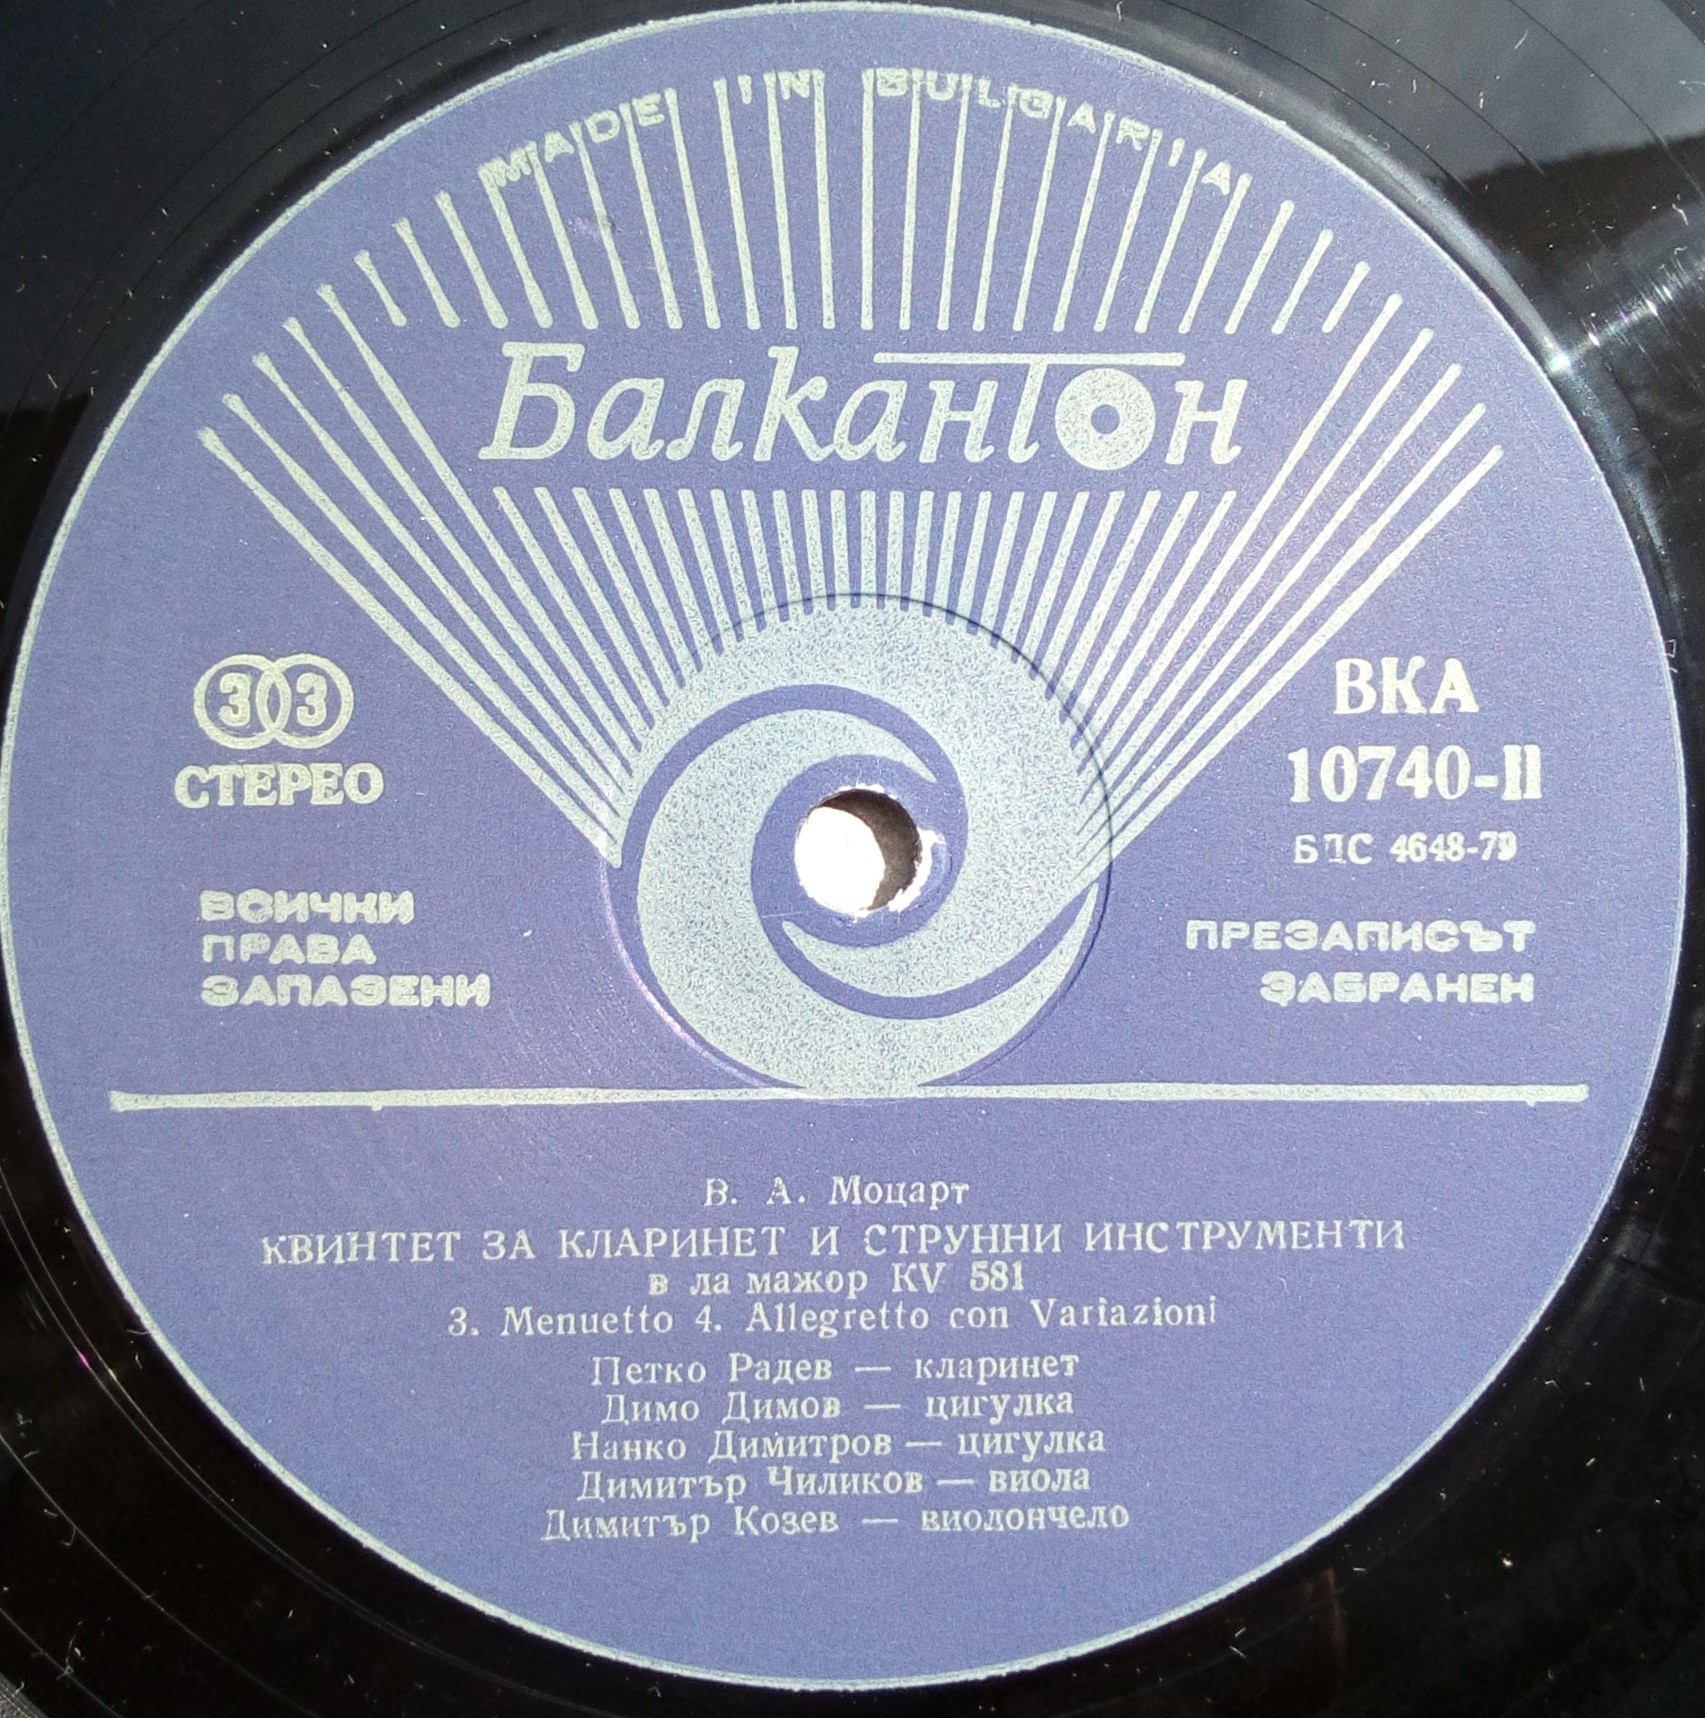 MADE IN BULGARIA
Балкантон
33
СТЕРЕО
ВКА
10740-II
БДС 4648-79
ВСИЧКИ
ПРАВА
ЗАПАЗЕНИ
ПРЕЗАПИСЪТ
ЗАБРАНЕН
В. А. Моцарт
КВИНТЕТ ЗА КЛАРИНЕТ И СТРУННИ ИНСТРУМЕНТИ
в ла мажор KV 581
3. Menuetto 4. Allegretto con Variazioni
Петко Радев — кларинет
Димо Димов — цигулка
Нанко Димитров — цигулка
Димитър Чиликов — виола
Димитър Козев — виолончело